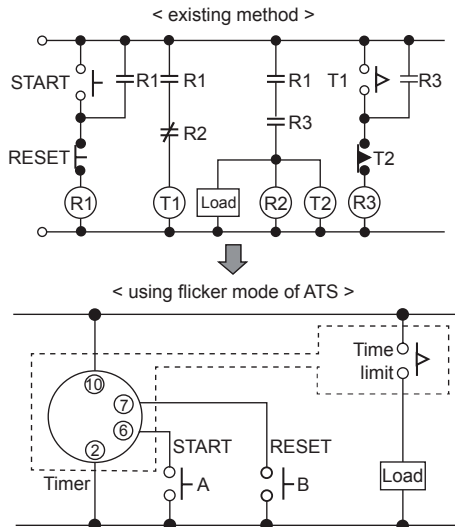 < existing method >
START
R1
R1
R1
T1
R3
R2
R3
RESET
T2
R1
T1
Load
R2
T2
R3
< using flicker mode of ATS >
Time
limit
10
7
6
2
START
RESET
Timer
A
B
Load